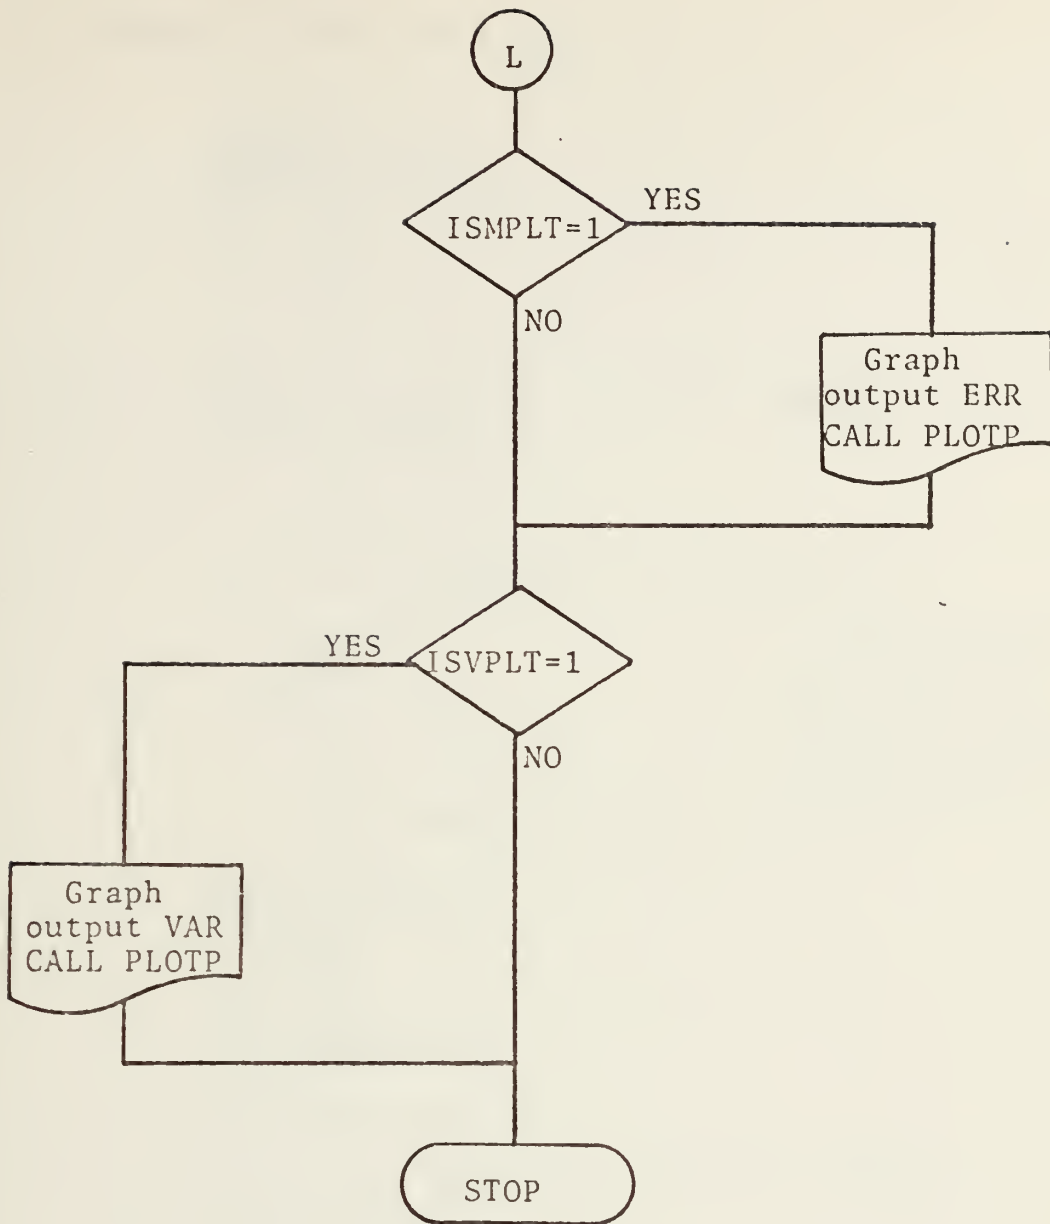 L
ISMPLT=1
YES
NO
Graph
output ERR
CALL PLOTP
YES
ISVPLT=1
NO
Graph
output VAR
CALL PLOTP
STOP